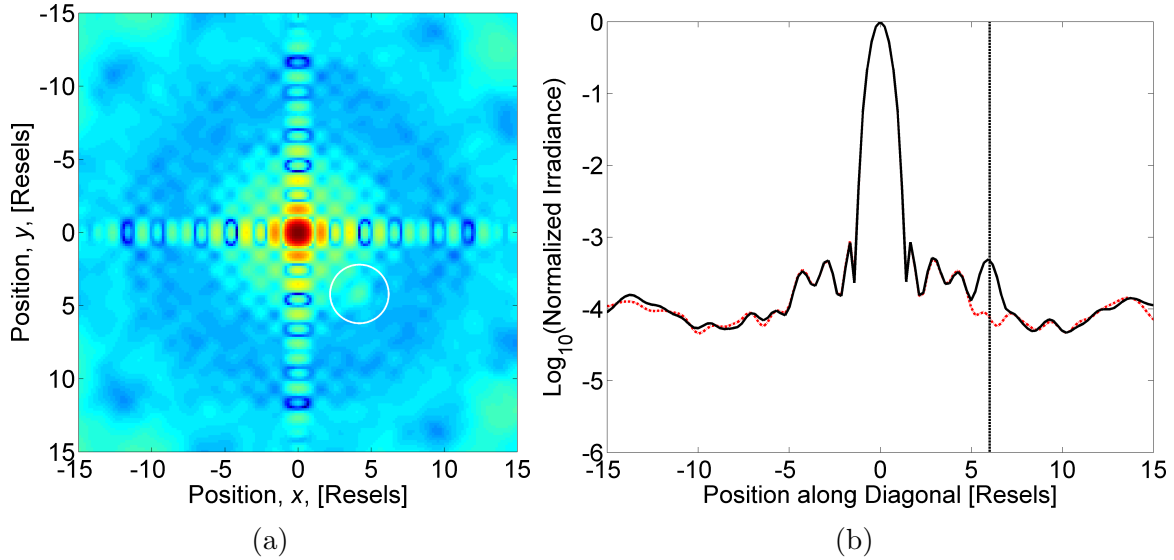 -15
-10
-5
0
5
10
15
-15 -10 -5 0 5 10 15
Position, y, [Resels]
Position, x, [Resels]
(a)
-0
-1
-2
-3
-4
-5
-6
-15 -10 -5 0 5 10 15
Log10(Normalized Irradiance)
Position along Diagonal [Resels]
(b)